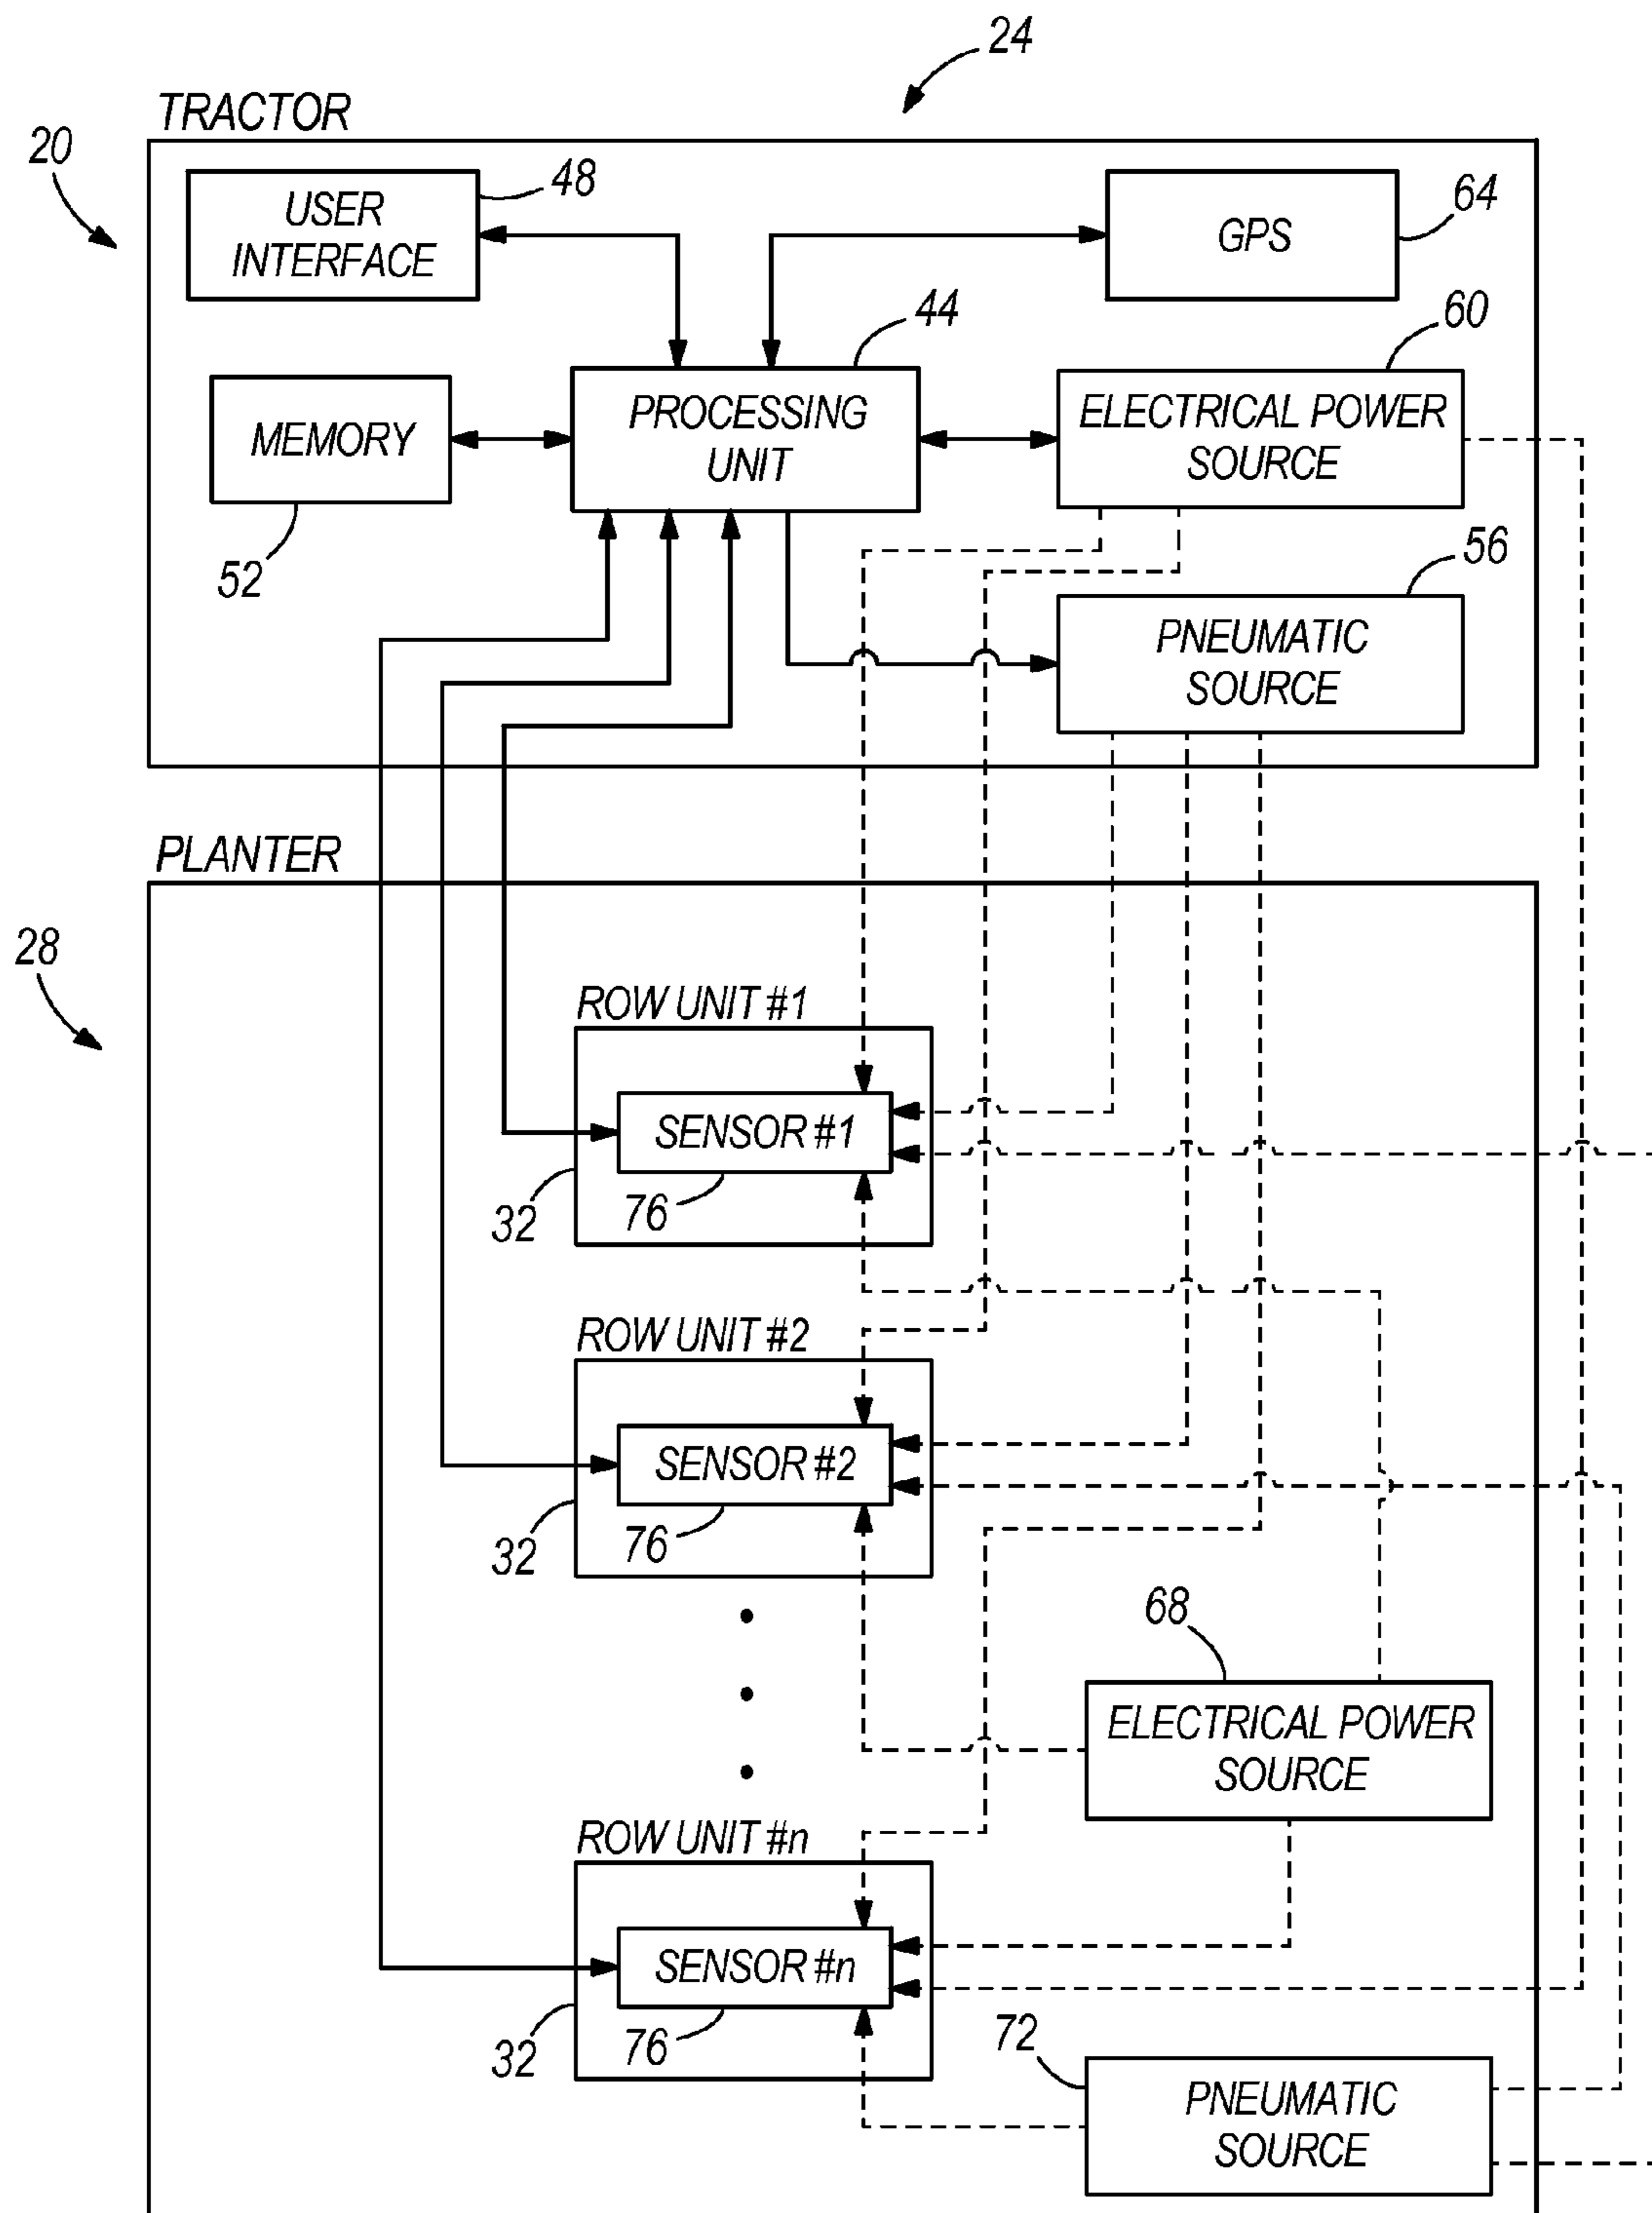 24
TRACTOR
20
USER
INTERFACE
48
GPS
64
44
60
MEMORY
52
PROCESSING
UNIT
ELECTRICAL POWER
SOURCE
56
PNEUMATIC
SOURCE
PLANTER
28
ROW UNIT #1
SENSOR #1
32
76
ROW UNIT #2
SENSOR #2
32
76
68
ELECTRICAL POWER
SOURCE
ROW UNIT #n
SENSOR #n
32
76
72
PNEUMATIC
SOURCE